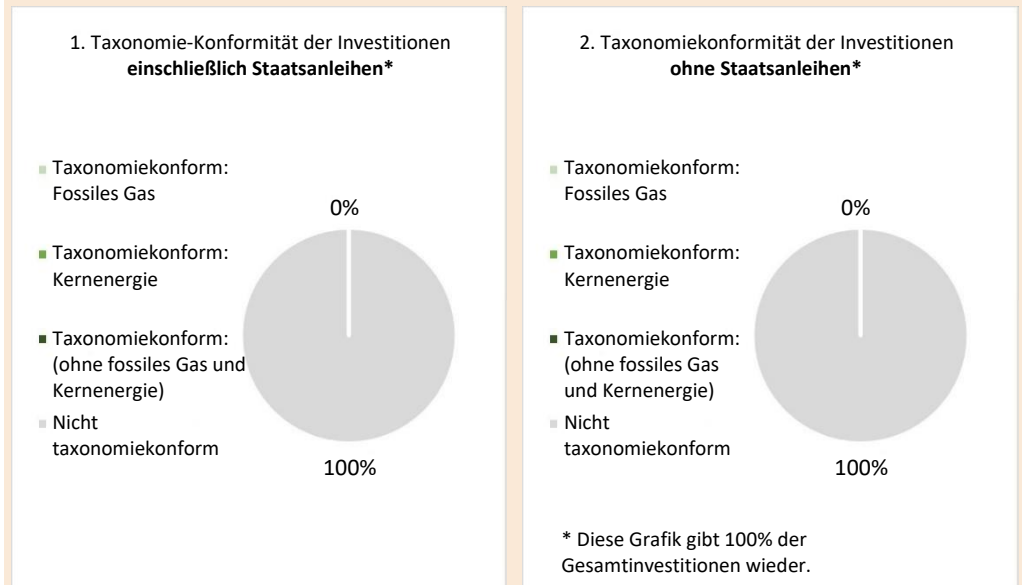 1. Taxonomie-Konformität der Investitionen
einschließlich Staatsanleihen*
Taxonomiekonform:
Fossiles Gas
Taxonomiekonform:
Kernenergie
Taxonomiekonform:
(ohne fossiles Gas und
Kernenergie)
Nicht
taxonomiekonform
0%
100%
2. Taxonomiekonformität der Investitionen
ohne Staatsanleihen*
Taxonomiekonform:
Fossiles Gas
Taxonomiekonform:
Kernenergie
Taxonomiekonform:
(ohne fossiles Gas
und Kernenergie)
Nicht
taxonomiekonform
0%
100%
* Diese Grafik gibt 100% der
Gesamtinvestitionen wieder.